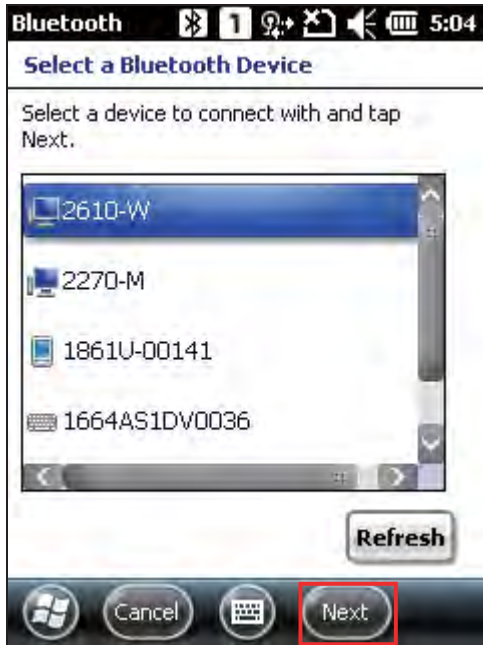 Bluetooth 1 5:04
Select a Bluetooth Device
Select a device to connect with and tap
Next.
2610-W
2270-M
1861U-00141
1664AS1DV0036
Refresh
Cancel Next